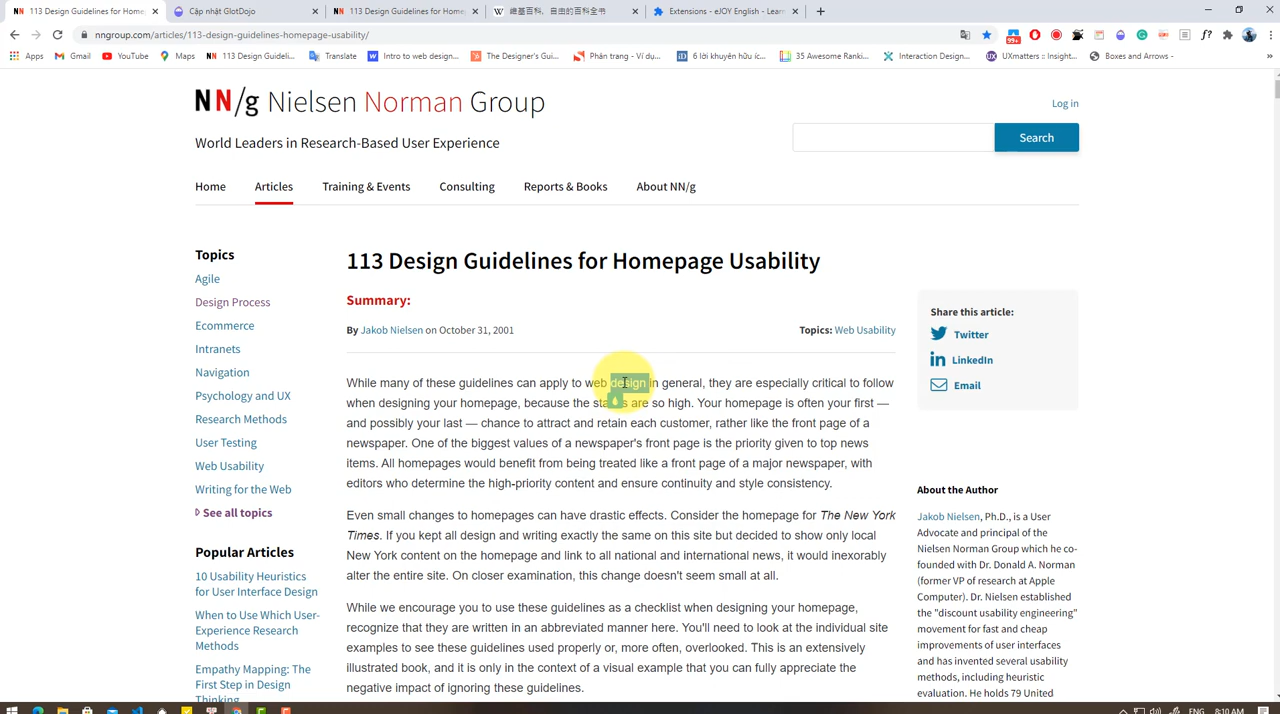 113 Design Guidelines for Home
Cập nhật GlotDojo
113 Design Guidelines for Home
維基百科，自由的百科全书
Extensions - eJOY English - Learn
nngroup.com/articles/113-design-guidelines-homepage-usability/
99+
Apps
Gmail
YouTube
Maps
113 Design Guideli...
Translate
Intro to web design...
The Designer's Gui...
Phân trang - Ví dụ...
6 lời khuyên hữu íc...
35 Awesome Ranki...
Interaction Design...
UXmatters :: Insight...
Boxes and Arrows -
NN/g Nielsen Norman Group
Log in
World Leaders in Research-Based User Experience
Search
Home
Articles
Training & Events
Consulting
Reports & Books
About NN/g
Topics
Agile
Design Process
Ecommerce
Intranets
Navigation
Psychology and UX
Research Methods
User Testing
Web Usability
Writing for the Web
See all topics
Popular Articles
10 Usability Heuristics
for User Interface Design
When to Use Which User-
Experience Research
Methods
Empathy Mapping: The
First Step in Design
Thinking
113 Design Guidelines for Homepage Usability
Summary:
By Jakob Nielsen on October 31, 2001
Topics: Web Usability
While many of these guidelines can apply to web design in general, they are especially critical to follow
when designing your homepage, because the are so high. Your homepage is often your first —
and possibly your last — chance to attract and retain each customer, rather like the front page of a
newspaper. One of the biggest values of a newspaper's front page is the priority given to top news
items. All homepages would benefit from being treated like a front page of a major newspaper, with
editors who determine the high-priority content and ensure continuity and style consistency.
Even small changes to homepages can have drastic effects. Consider the homepage for The New York
Times. If you kept all design and writing exactly the same on this site but decided to show only local
New York content on the homepage and link to all national and international news, it would inexorably
alter the entire site. On closer examination, this change doesn't seem small at all.
While we encourage you to use these guidelines as a checklist when designing your homepage,
recognize that they are written in an abbreviated manner here. You'll need to look at the individual site
examples to see these guidelines used properly or, more often, overlooked. This is an extensively
illustrated book, and it is only in the context of a visual example that you can fully appreciate the
negative impact of ignoring these guidelines.
Share this article:
Twitter
LinkedIn
Email
About the Author
Jakob Nielsen, Ph.D., is a User
Advocate and principal of the
Nielsen Norman Group which he co-
founded with Dr. Donald A. Norman
(former VP of research at Apple
Computer). Dr. Nielsen established
the "discount usability engineering"
movement for fast and cheap
improvements of user interfaces
and has invented several usability
methods, including heuristic
evaluation. He holds 79 United
ENG
8:10 AM